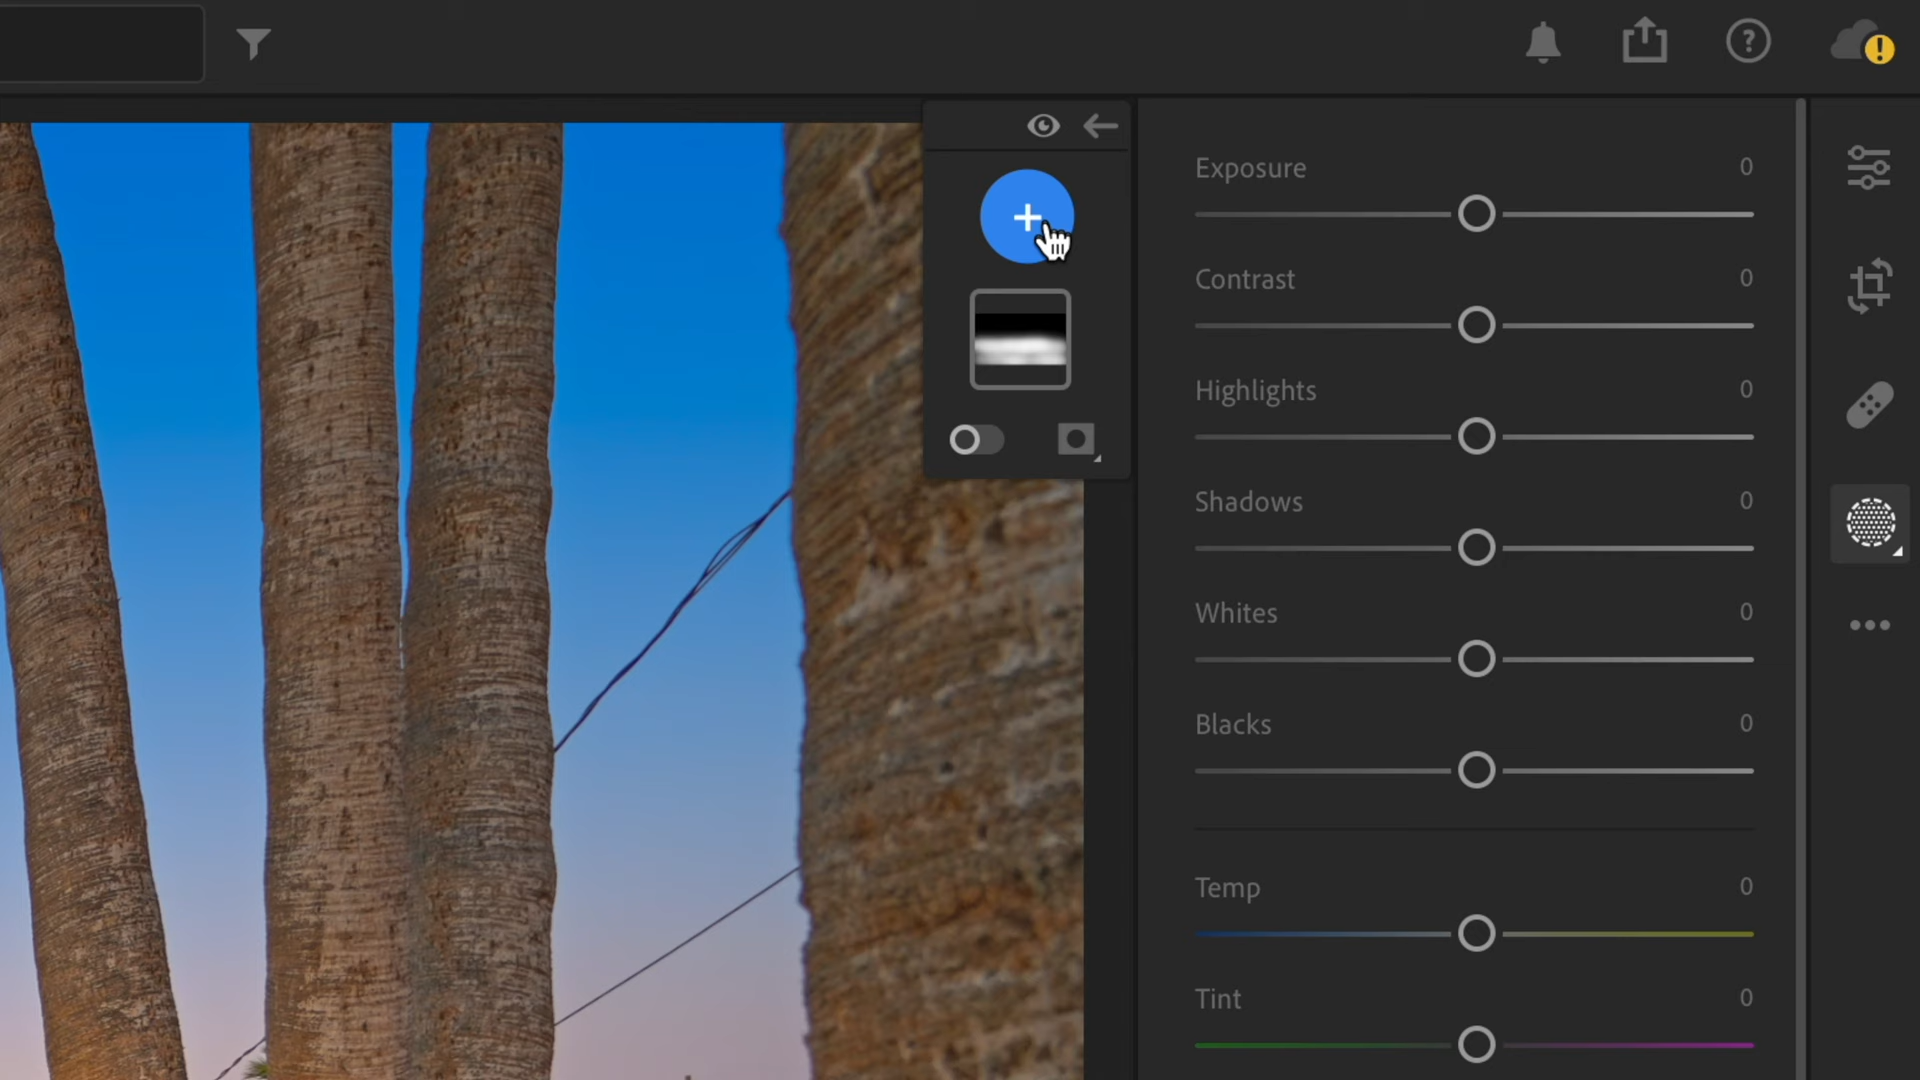 Exposure 0
Contrast 0
Highlights 0
Shadows 0
Whites 0
Blacks 0
Temp 0
Tint 0